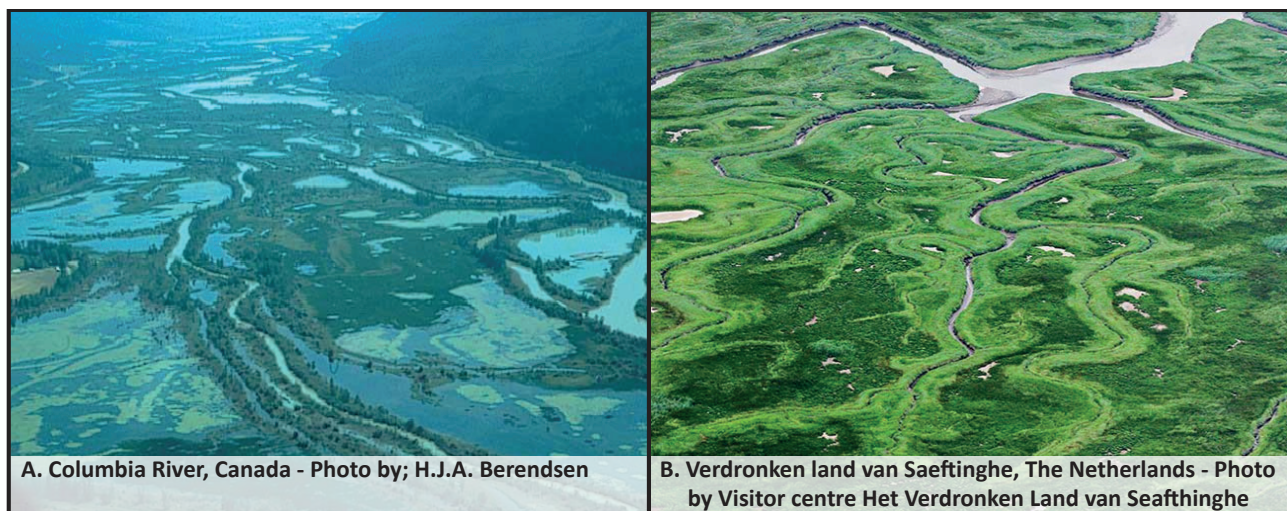 A. Columbia River, Canada - Photo by; H.J.A. Berendsen
B. Verdronken land van Saeftinghe, The Netherlands - Photo
by Visitor centre Het Verdronken Land van Seafthinghe